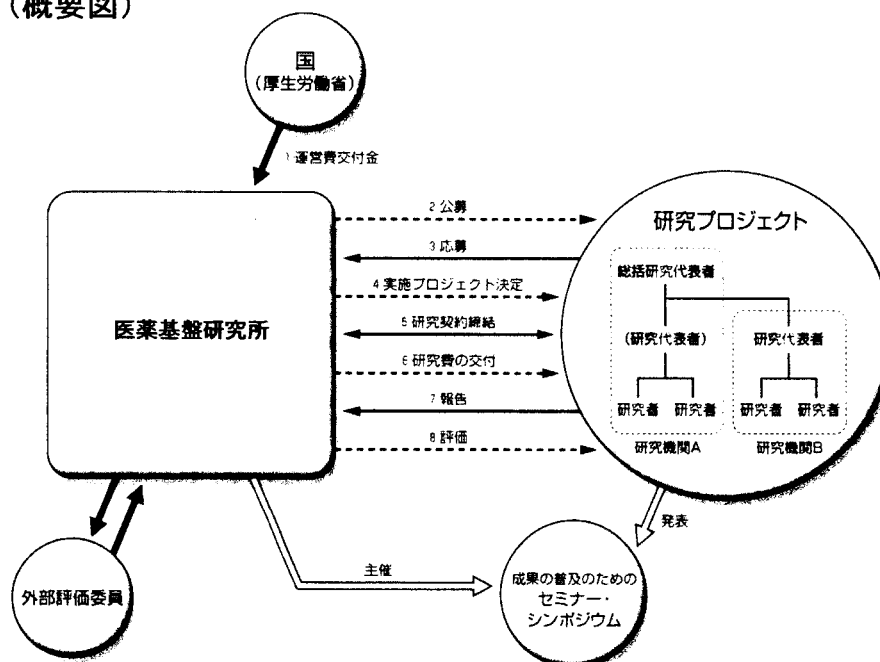 (概要図)
国
(厚生労働省)
1 運営費交付金
2 公募
3 応募
4 実施プロジェクト決定
5 研究契約締結
6 研究費の交付
7 報告
8 評価
医薬基盤研究所
研究プロジェクト
総括研究代表者
(研究代表者) 研究代表者
研究者 研究者 研究者 研究者
研究機関A 研究機関B
発表
主催
外部評価委員
成果の普及のための
セミナー・
シンポジウム